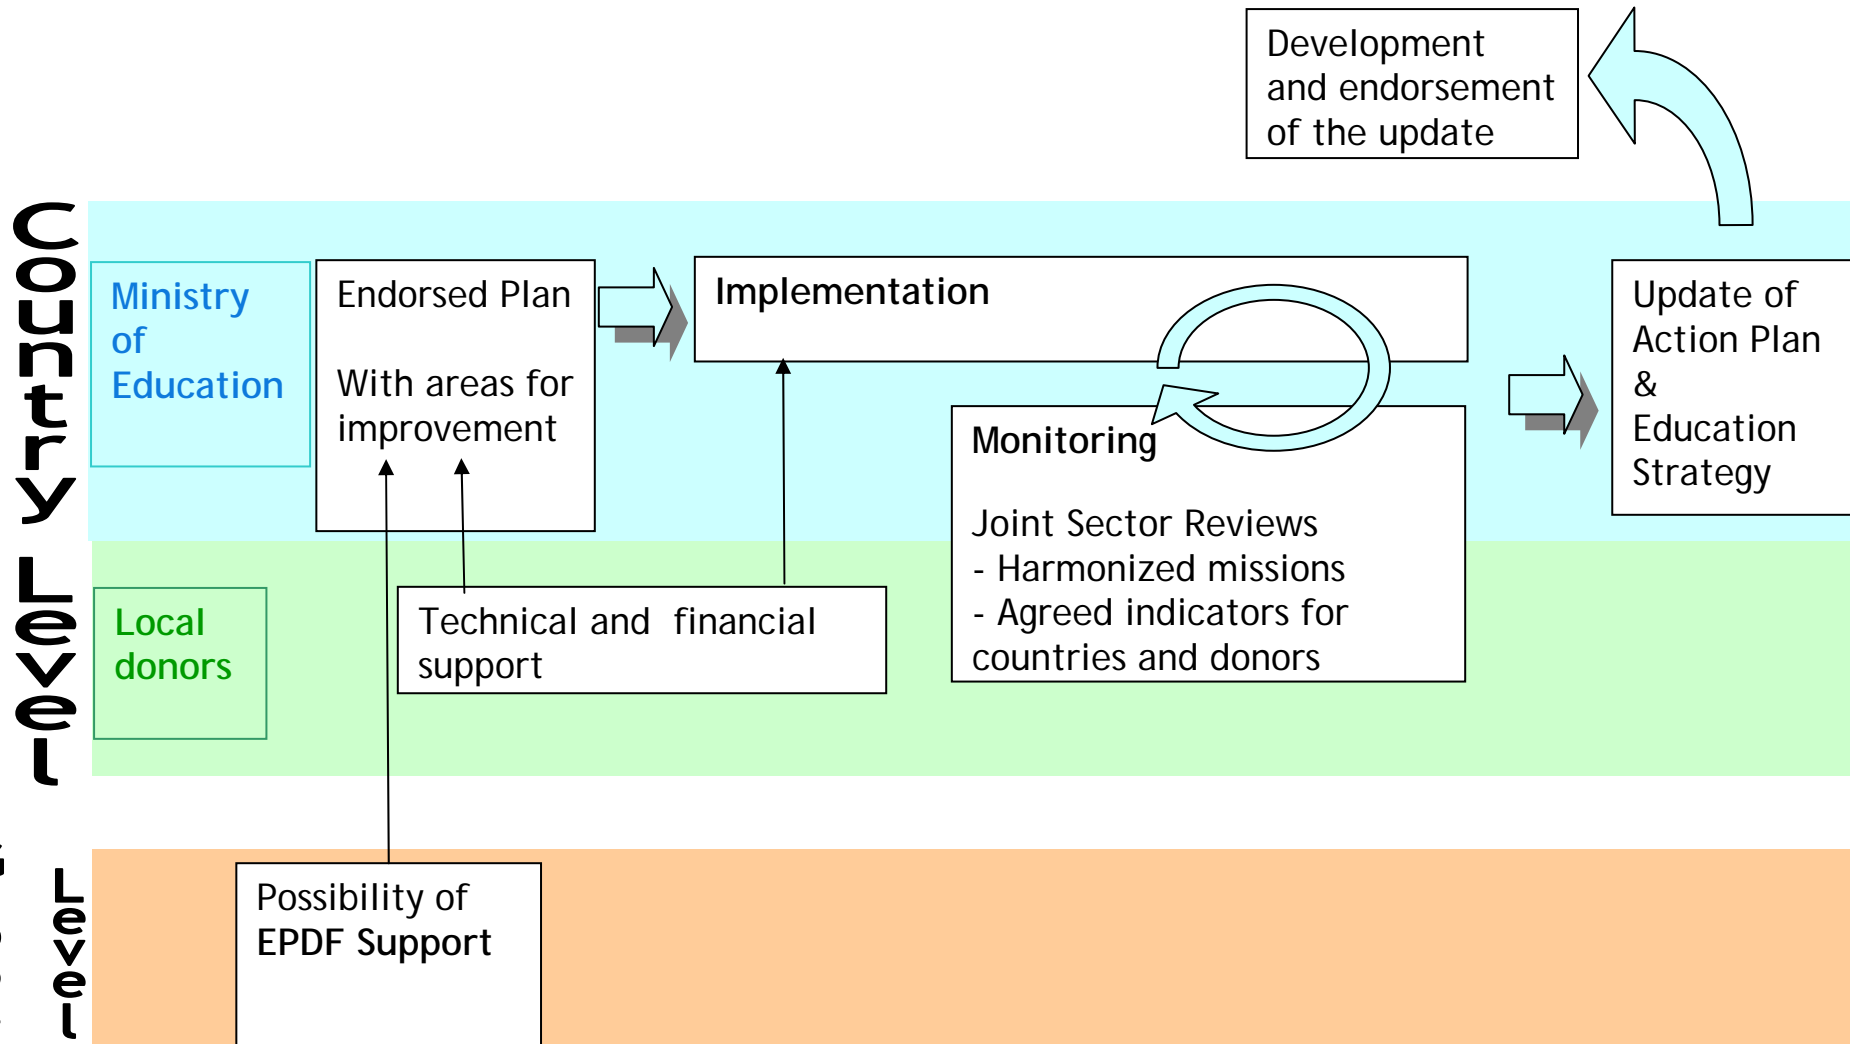 Development
and endorsement
of the update
Country Level
Ministry
of
Education
Endorsed Plan
With areas for
improvement
Implementation
Monitoring
Joint Sector Reviews
- Harmonized missions
- Agreed indicators for
countries and donors
Update of
Action Plan
&
Education
Strategy
Local
donors
Technical and financial
support
Level
Possibility of
EPDF Support